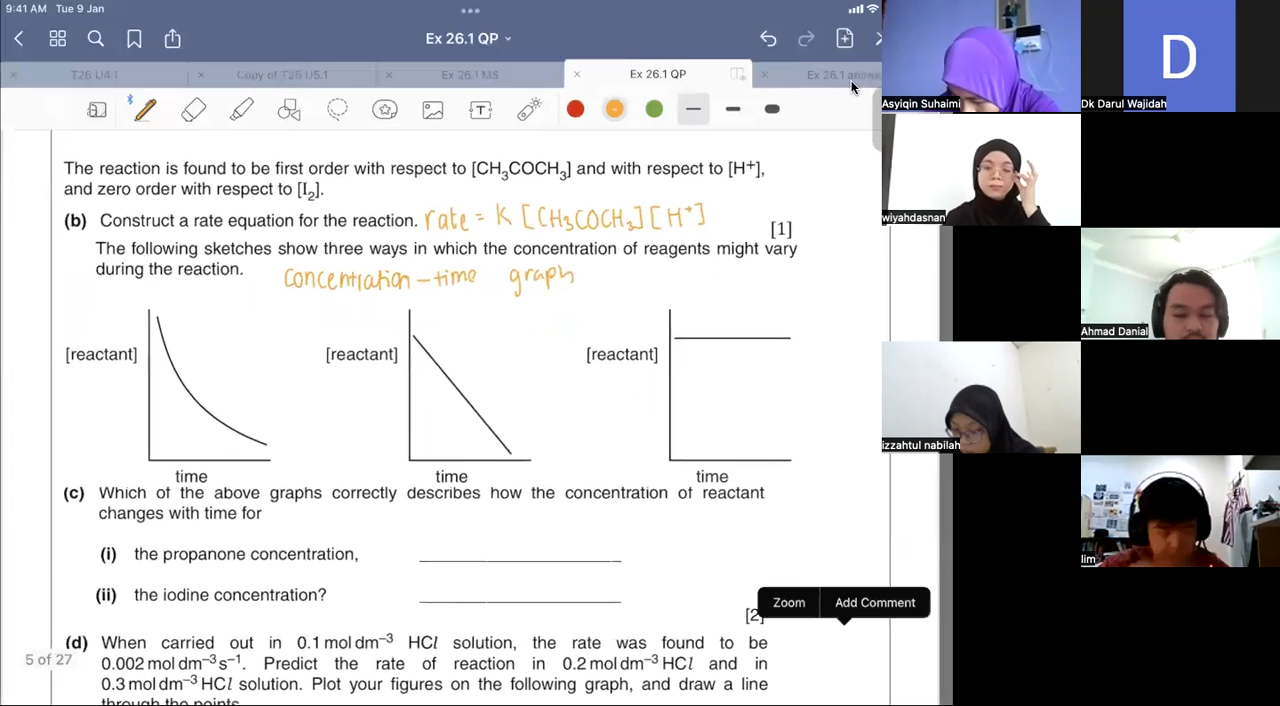 9:41 AM Tue 9 Jan
Ex 26.1 QP
T26 U4.1
Copy of T26 U5.1
Ex 26.1 MS
Ex 26.1 QP
Ex 26.1 answe
The reaction is found to be first order with respect to [CH₃COCH₃] and with respect to [H⁺],
and zero order with respect to [I₂].
(b) Construct a rate equation for the reaction. rate = K [CH₃COCH₃][H⁺]
[1]
The following sketches show three ways in which the concentration of reagents might vary
during the reaction. concentration – time graph
[reactant] [reactant] [reactant]
time time time
(c) Which of the above graphs correctly describes how the concentration of reactant
changes with time for
(i) the propanone concentration,
(ii) the iodine concentration?
[2]
Zoom Add Comment
(d) When carried out in 0.1 mol dm⁻³ HCl solution, the rate was found to be
0.002 mol dm⁻³ s⁻¹. Predict the rate of reaction in 0.2 mol dm⁻³ HCl and in
0.3 mol dm⁻³ HCl solution. Plot your figures on the following graph, and draw a line
through the points.
5 of 27
D
Asyiqin Suhaimi
Dk Darul Wajidah
wiyahdasnan
Ahmad Danial
izzahtul nabilah
lim